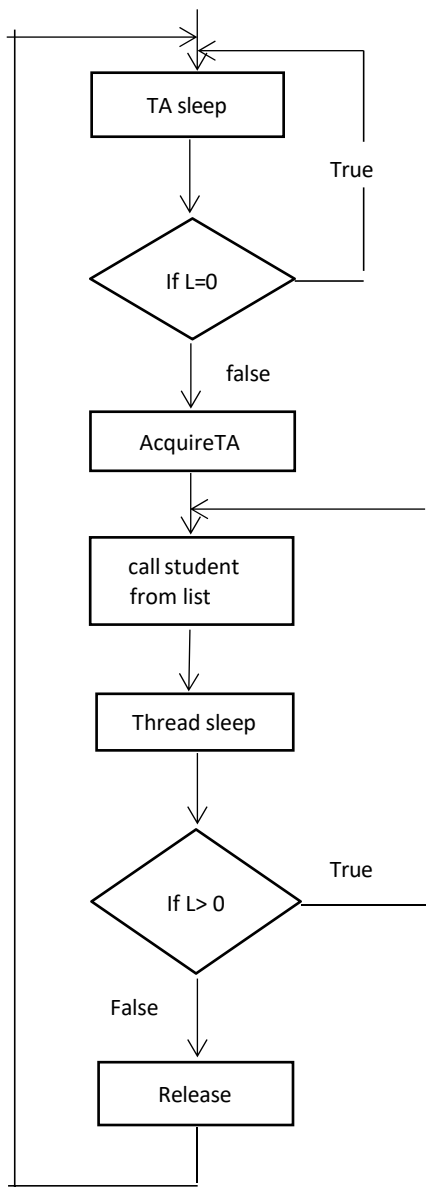 TA sleep
True
If L=0
false
AcquireTA
call student
from list
Thread sleep
True
If L> 0
False
Release